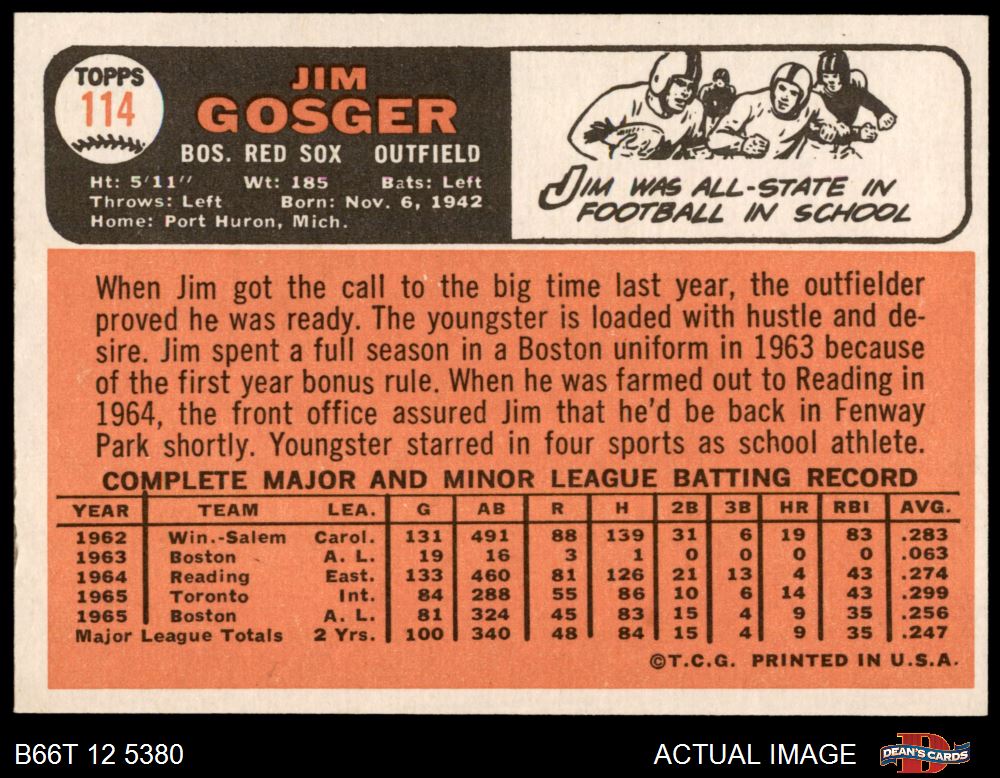 TOPPS
114
JIM
GOSGER
BOS. RED SOX OUTFIELD
Ht: 5'11" Wt: 185 Bats: Left
Throws: Left Born: Nov. 6, 1942
Home: Port Huron, Mich.
JIM WAS ALL-STATE IN
FOOTBALL IN SCHOOL
When Jim got the call to the big time last year, the outfielder
proved he was ready. The youngster is loaded with hustle and de-
sire. Jim spent a full season in a Boston uniform in 1963 because
of the first year bonus rule. When he was farmed out to Reading in
1964, the front office assured Jim that he'd be back in Fenway
Park shortly. Youngster starred in four sports as school athlete.
COMPLETE MAJOR AND MINOR LEAGUE BATTING RECORD
YEAR TEAM LEA. G AB R H 2B 3B HR RBI AVG.
1962 Win.-Salem Carol. 131 491 88 139 31 6 19 83 .283
1963 Boston A. L. 19 16 3 1 0 0 0 0 .063
1964 Reading East. 133 460 81 126 21 13 4 43 .274
1965 Toronto Int. 84 288 55 86 10 6 14 43 .299
1965 Boston A. L. 81 324 45 83 15 4 9 35 .256
Major League Totals 2 Yrs. 100 340 48 84 15 4 9 35 .247
©T.C.G. PRINTED IN U.S.A.
B66T 12 5380
ACTUAL IMAGE
D
DEAN'S CARDS